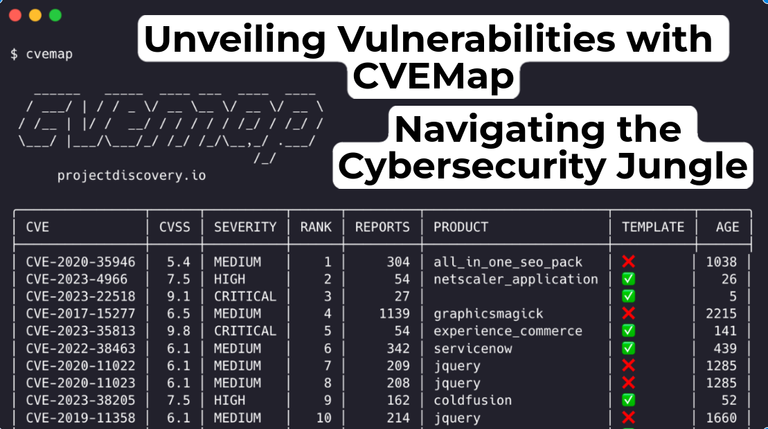 Unveiling Vulnerabilities with
CVEMap
$ cvemap
cvemap
projectdiscovery.io
Navigating the
Cybersecurity Jungle
CVE CVSS SEVERITY RANK REPORTS PRODUCT TEMPLATE AGE
CVE-2020-35946 5.4 MEDIUM 1 304 all_in_one_seo_pack ❌ 1038
CVE-2023-4966 7.5 HIGH 2 54 netscaler_application ✅ 26
CVE-2023-22518 9.1 CRITICAL 3 27 ✅ 5
CVE-2017-15277 6.5 MEDIUM 4 1139 graphicsmagick ❌ 2215
CVE-2023-35813 9.8 CRITICAL 5 54 experience_commerce ✅ 141
CVE-2022-38463 6.1 MEDIUM 6 342 servicenow ✅ 439
CVE-2020-11022 6.1 MEDIUM 7 209 jquery ❌ 1285
CVE-2020-11023 6.1 MEDIUM 8 208 jquery ❌ 1285
CVE-2023-38205 7.5 HIGH 9 162 coldfusion ✅ 52
CVE-2019-11358 6.1 MEDIUM 10 214 jquery ❌ 1660